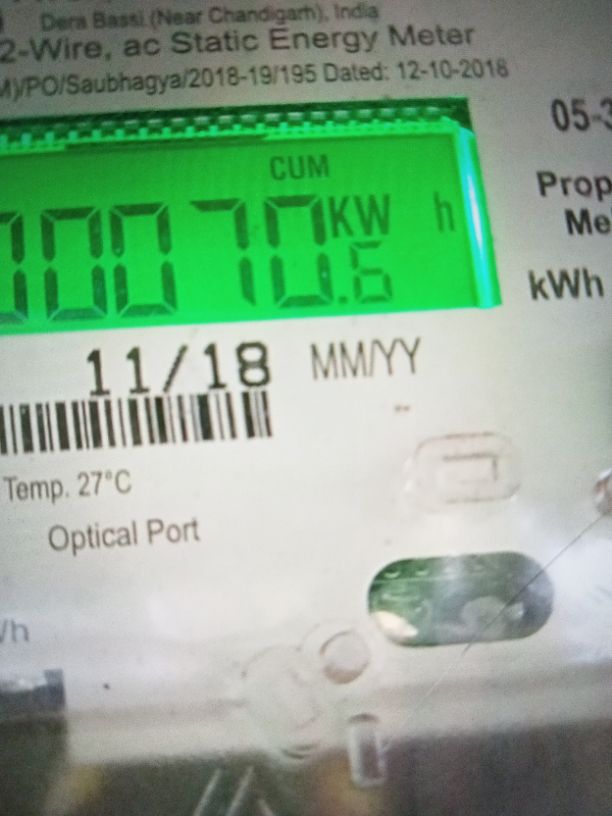 Dera Bassi (Near Chandigarh), India
2-Wire, ac Static Energy Meter
M)/PO/Saubhagya/2018-19/195 Dated: 12-10-2018
05-3
CUM
00070.6 KW h
Prop
Me
kWh
11/18 MM/YY
Temp. 27°C
Optical Port
Wh